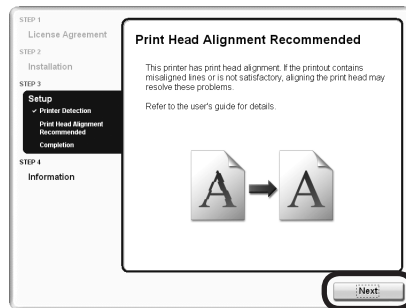 STEP 1
License Agreement
STEP 2
Installation
STEP 3
Setup
✓ Printer Detection
Print Head Alignment
Recommended
Completion
STEP 4
Information
Print Head Alignment Recommended
This printer has print head alignment. If the printout contains
misaligned lines or is not satisfactory, aligning the print head may
resolve these problems.
Refer to the user's guide for details.
A A
Next